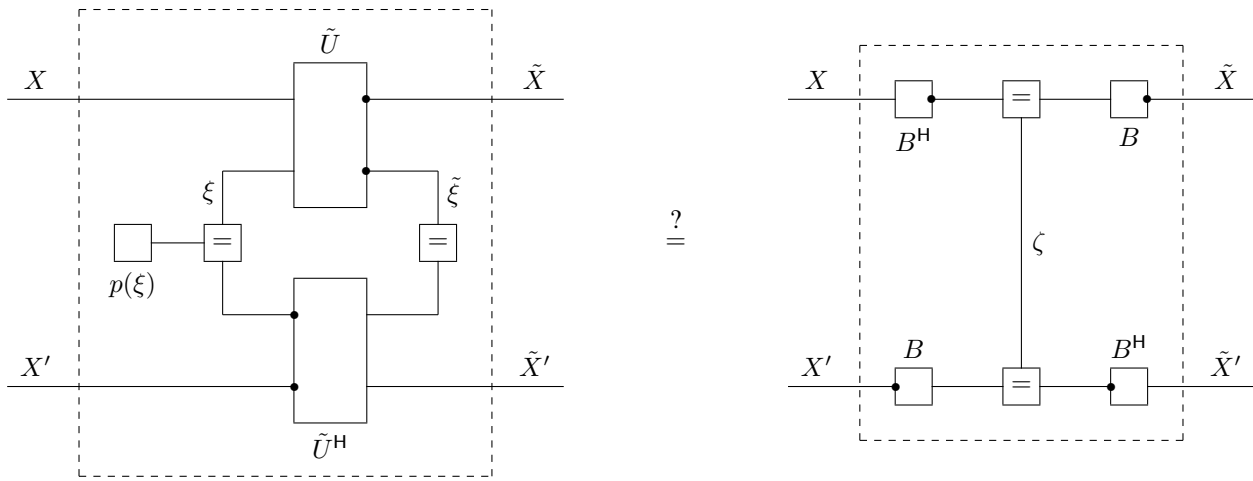 Ũ
X X̃ X X̃
= =
Bᴴ B
ξ ξ̃
= =
?
=
ζ
p(ξ)
X′ X̃′ X′ B Bᴴ X̃′
=
Ũᴴ